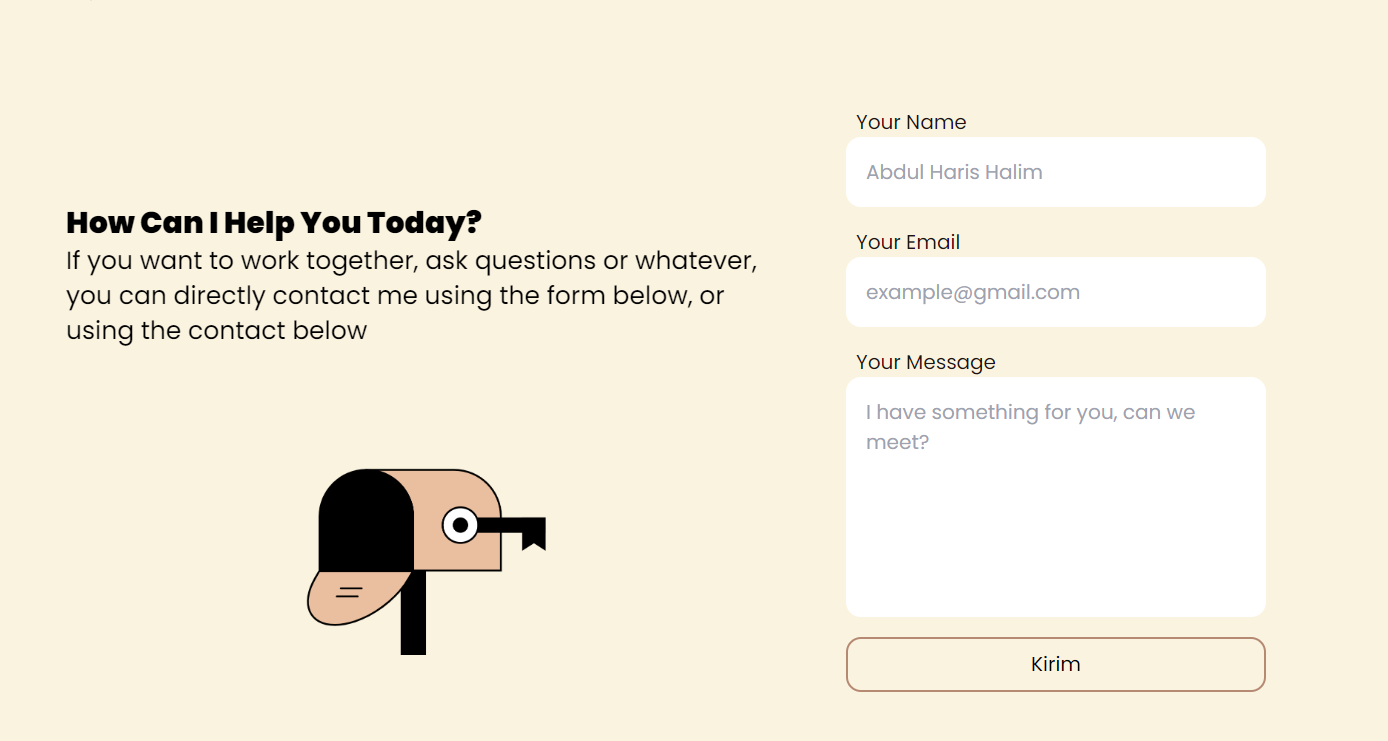 How Can I Help You Today?
If you want to work together, ask questions or whatever,
you can directly contact me using the form below, or
using the contact below
Your Name
Abdul Haris Halim
Your Email
example@gmail.com
Your Message
I have something for you, can we
meet?
Kirim